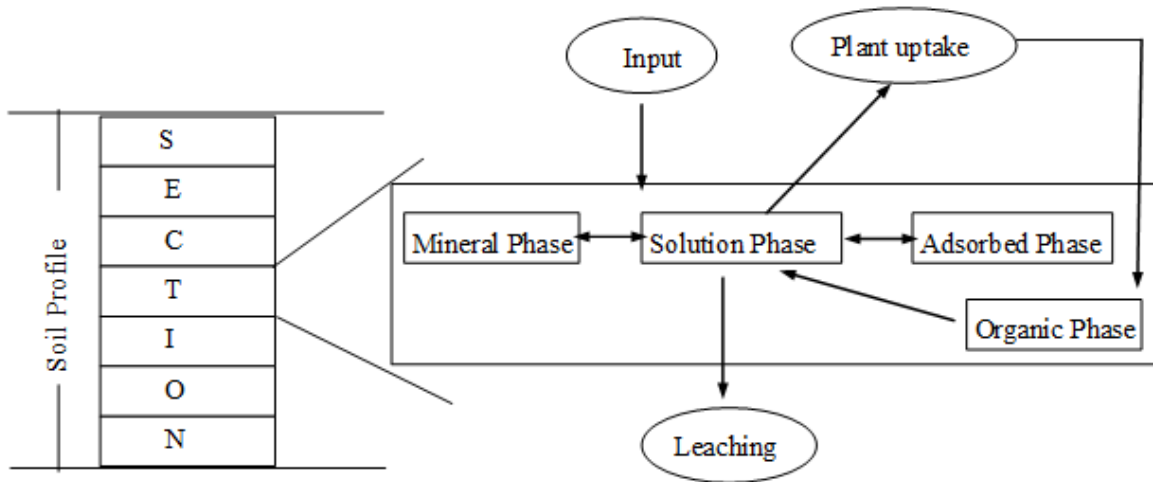 Input
Plant uptake
Soil Profile
S
E
C
T
I
O
N
Mineral Phase
Solution Phase
Adsorbed Phase
Organic Phase
Leaching